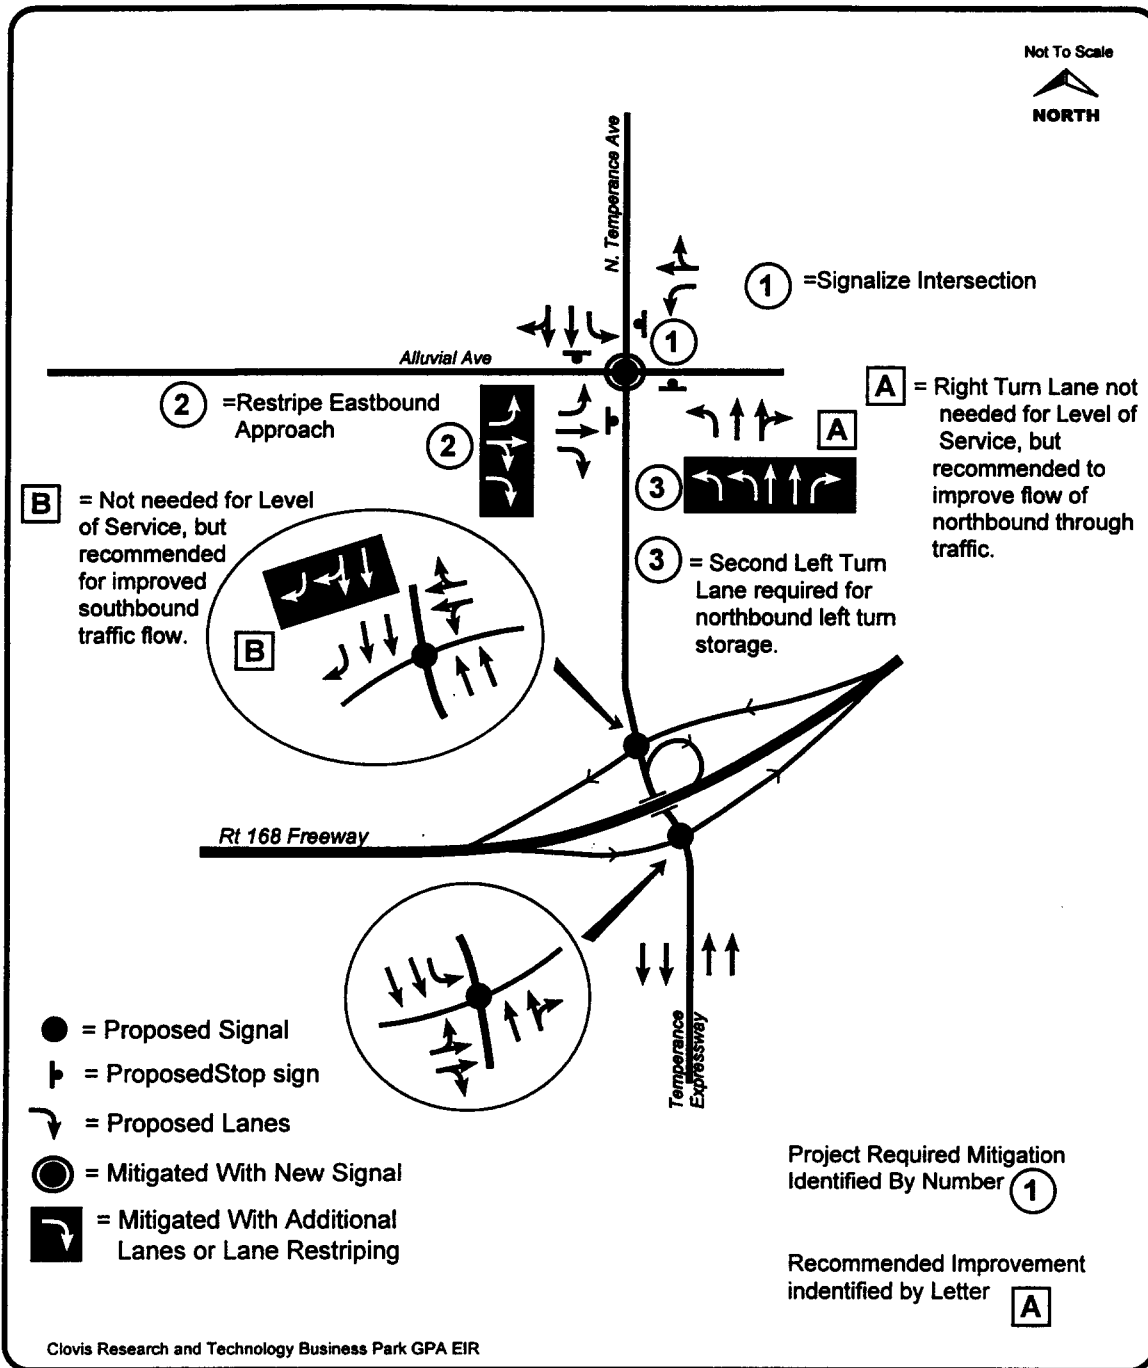 Not To Scale
NORTH
N. Temperance Ave
1 =Signalize Intersection
1
Alluvial Ave
2 =Restripe Eastbound
Approach
2
A
A = Right Turn Lane not
needed for Level of
Service, but
recommended to
improve flow of
northbound through
traffic.
3
B = Not needed for Level
of Service, but
recommended
for improved
southbound
traffic flow.
3 = Second Left Turn
Lane required for
northbound left turn
storage.
B
Rt 168 Freeway
Temperance
Expressway
= Proposed Signal
= ProposedStop sign
= Proposed Lanes
= Mitigated With New Signal
= Mitigated With Additional
Lanes or Lane Restriping
Project Required Mitigation
Identified By Number 1
Recommended Improvement
indentified by Letter A
Clovis Research and Technology Business Park GPA EIR